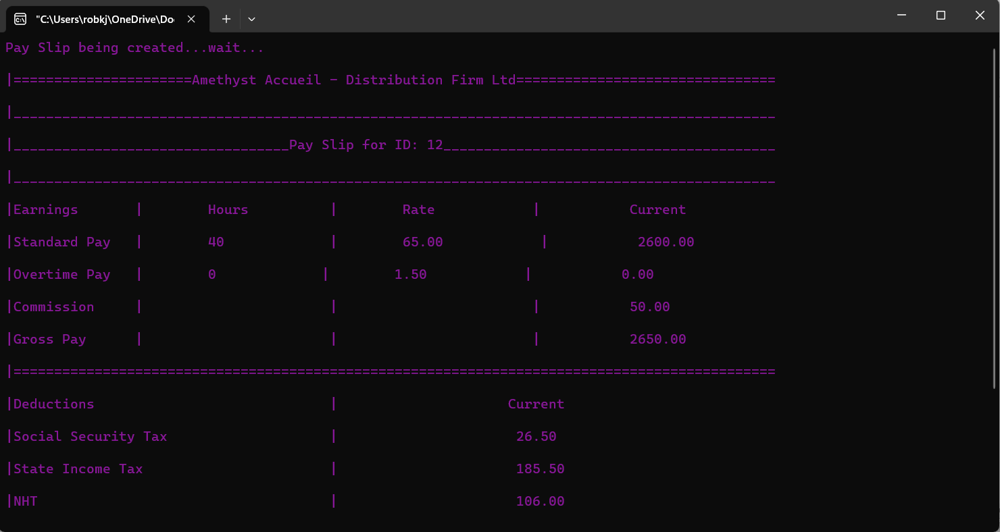 "C:\Users\robkj\OneDrive\Do
Pay Slip being created...wait...
|======================Amethyst Accueil - Distribution Firm Ltd================================
|______________________________________________________________________________________________
|__________________________________Pay Slip for ID: 12_________________________________________
|______________________________________________________________________________________________
|Earnings       |        Hours          |        Rate            |           Current
|Standard Pay   |        40             |        65.00            |           2600.00
|Overtime Pay   |        0             |        1.50            |           0.00
|Commission     |                       |                        |           50.00
|Gross Pay      |                       |                        |           2650.00
|==============================================================================================
|Deductions                             |                     Current
|Social Security Tax                    |                      26.50
|State Income Tax                       |                      185.50
|NHT                                    |                      106.00